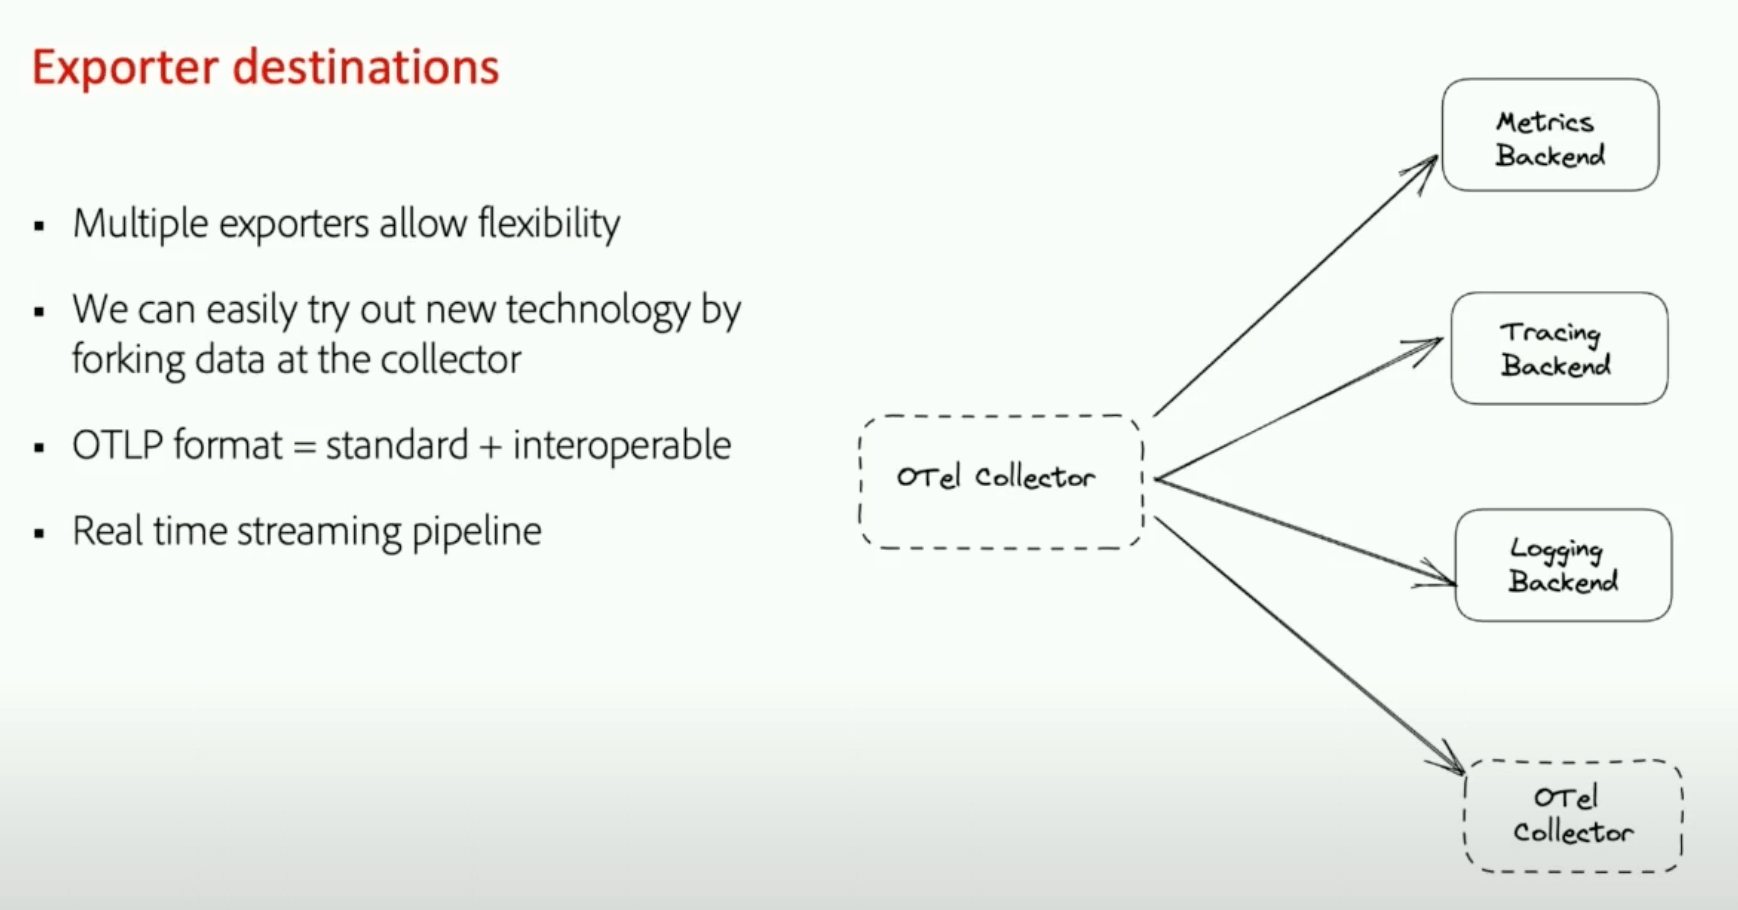 Exporter destinations
Multiple exporters allow flexibility
We can easily try out new technology by
forking data at the collector
OTLP format = standard + interoperable
Real time streaming pipeline
OTel Collector
Metrics
Backend
Tracing
Backend
Logging
Backend
OTel
Collector